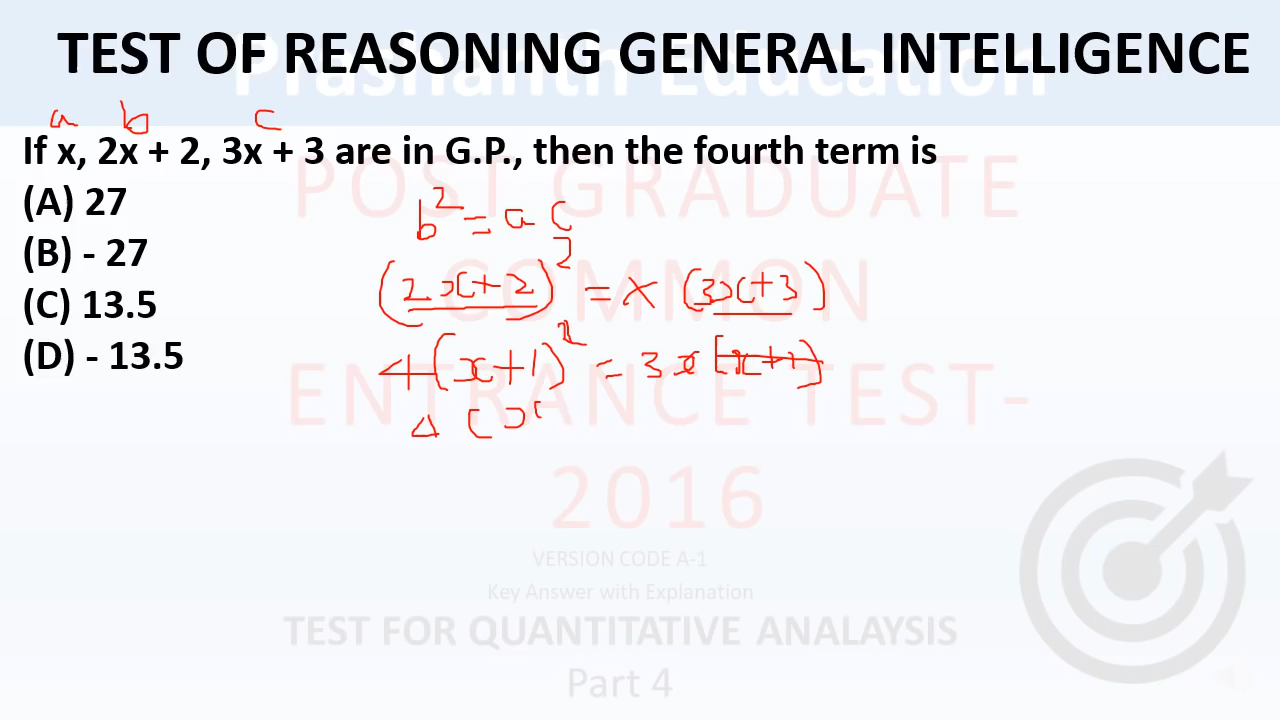 TEST OF REASONING GENERAL INTELLIGENCE
Prashanth Education
a b c
If x, 2x + 2, 3x + 3 are in G.P., then the fourth term is
(A) 27
(B) - 27
(C) 13.5
(D) - 13.5
b² = a c
(2x+2)² = x (3x+3)
4(x+1)² = 3x(x+1)
4 (x
POST GRADUATE
COMMON
ENTRANCE TEST-
2016
VERSION CODE A-1
Key Answer with Explanation
TEST FOR QUANTITATIVE ANALAYSIS
Part 4